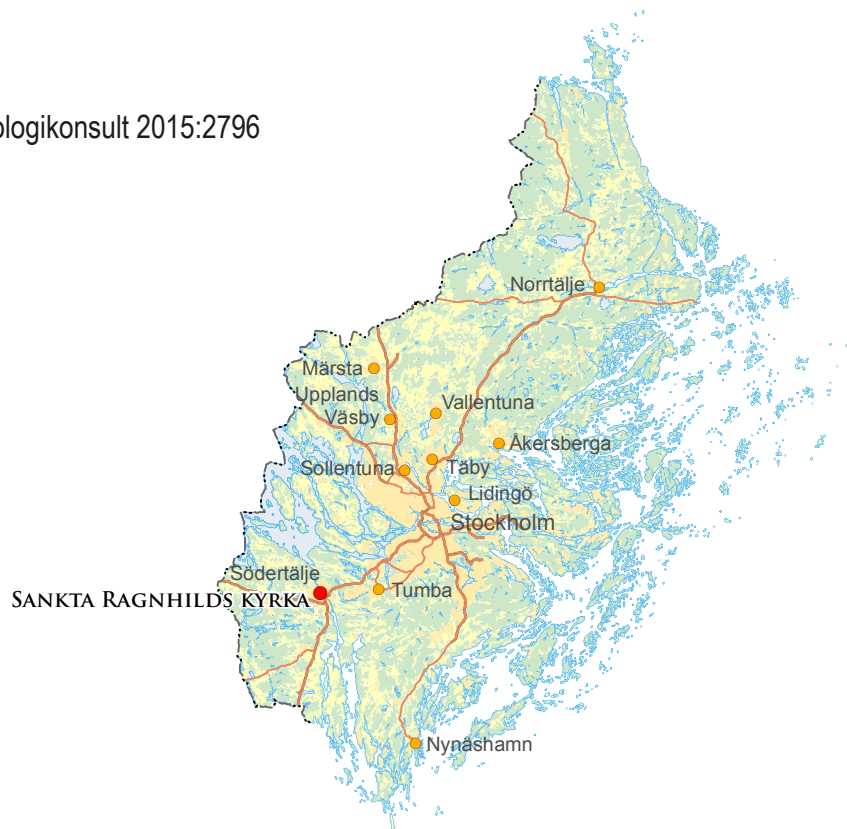 ologikonsult 2015:2796
Norrtälje
Märsta
Upplands
Väsby
Vallentuna
Åkersberga
Sollentuna
Täby
Lidingö
Stockholm
Södertälje
Tumba
SANKTA RAGNHILDS KYRKA
Nynäshamn